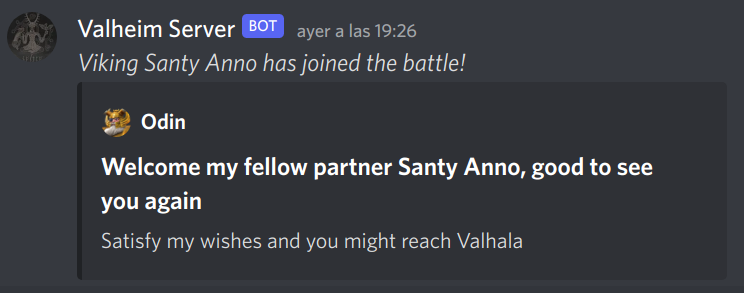 Valheim Server BOT ayer a las 19:26
Viking Santy Anno has joined the battle!
Odin
Welcome my fellow partner Santy Anno, good to see
you again
Satisfy my wishes and you might reach Valhala